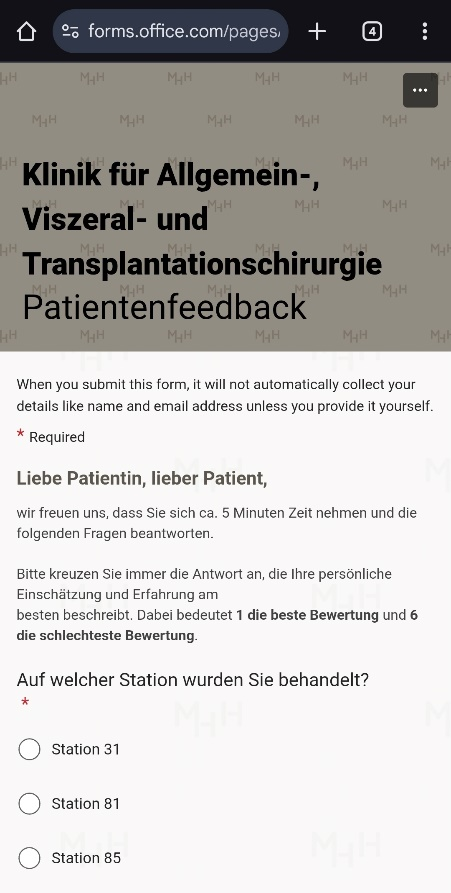 forms.office.com/pages/
4
Klinik für Allgemein-,
Viszeral- und
Transplantationschirurgie
Patientenfeedback
When you submit this form, it will not automatically collect your
details like name and email address unless you provide it yourself.
* Required
Liebe Patientin, lieber Patient,
wir freuen uns, dass Sie sich ca. 5 Minuten Zeit nehmen und die
folgenden Fragen beantworten.
Bitte kreuzen Sie immer die Antwort an, die Ihre persönliche
Einschätzung und Erfahrung am
besten beschreibt. Dabei bedeutet 1 die beste Bewertung und 6
die schlechteste Bewertung.
Auf welcher Station wurden Sie behandelt?
*
Station 31
Station 81
Station 85